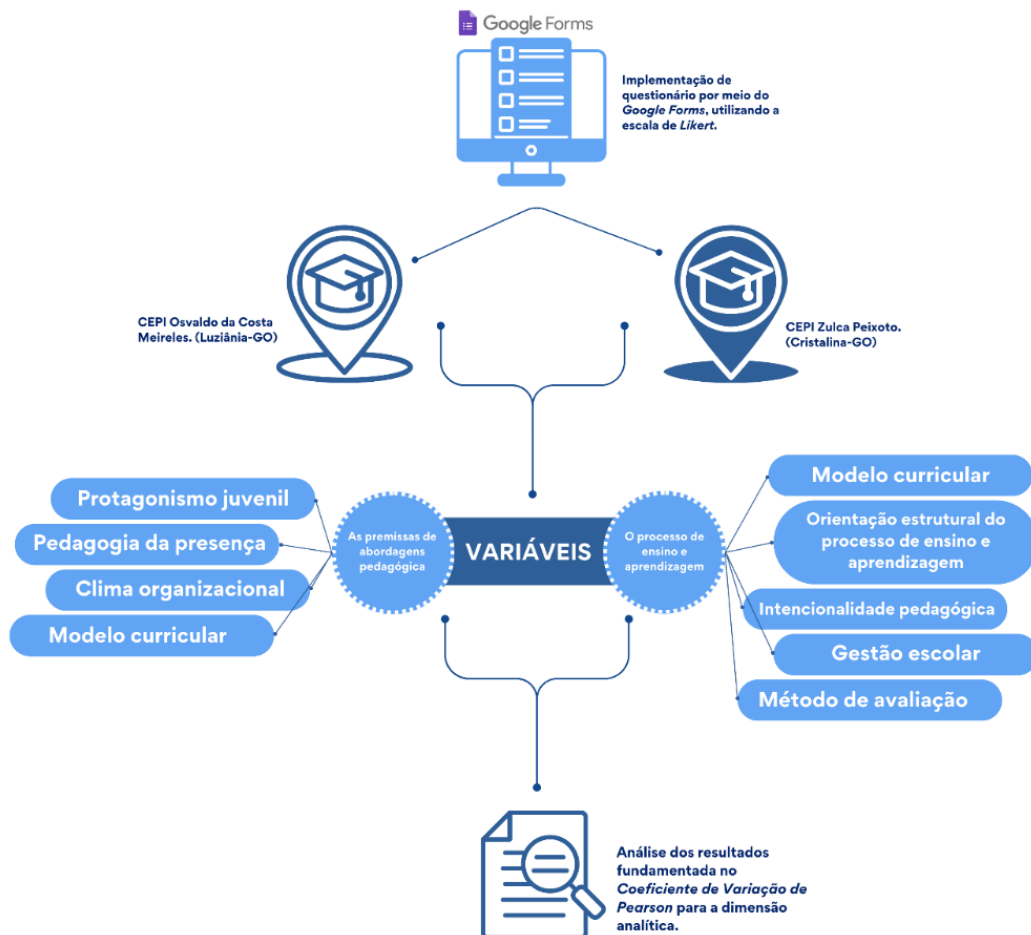 Google Forms
Implementação de
questionário por meio do
Google Forms, utilizando a
escala de Likert.
CEPI Osvaldo da Costa
Meireles. (Luziânia-GO)
CEPI Zulca Peixoto.
(Cristalina-GO)
Protagonismo juvenil
Pedagogia da presença
Clima organizacional
Modelo curricular
As premissas de
abordagens
pedagógica
VARIÁVEIS
O processo de
ensino e
aprendizagem
Modelo curricular
Orientação estrutural do
processo de ensino e
aprendizagem
Intencionalidade pedagógica
Gestão escolar
Método de avaliação
Análise dos resultados
fundamentada no
Coeficiente de Variação de
Pearson para a dimensão
analítica.